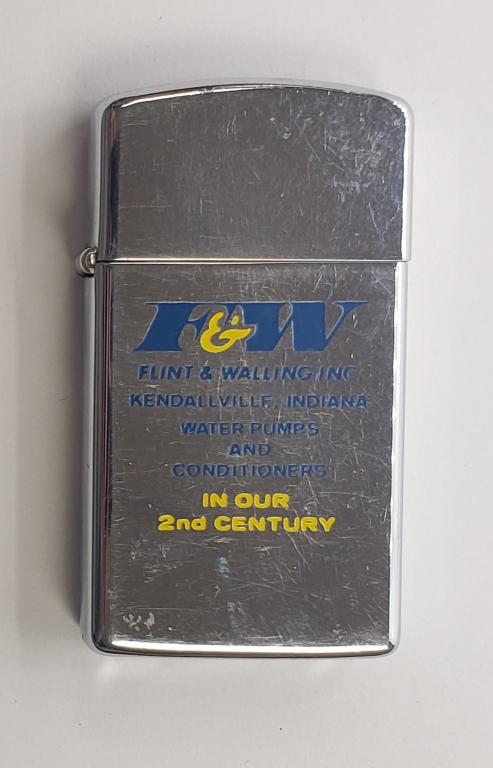 F&W
FLINT & WALLING INC
KENDALLVILLE, INDIANA
WATER PUMPS
AND
CONDITIONERS
IN OUR
2nd CENTURY